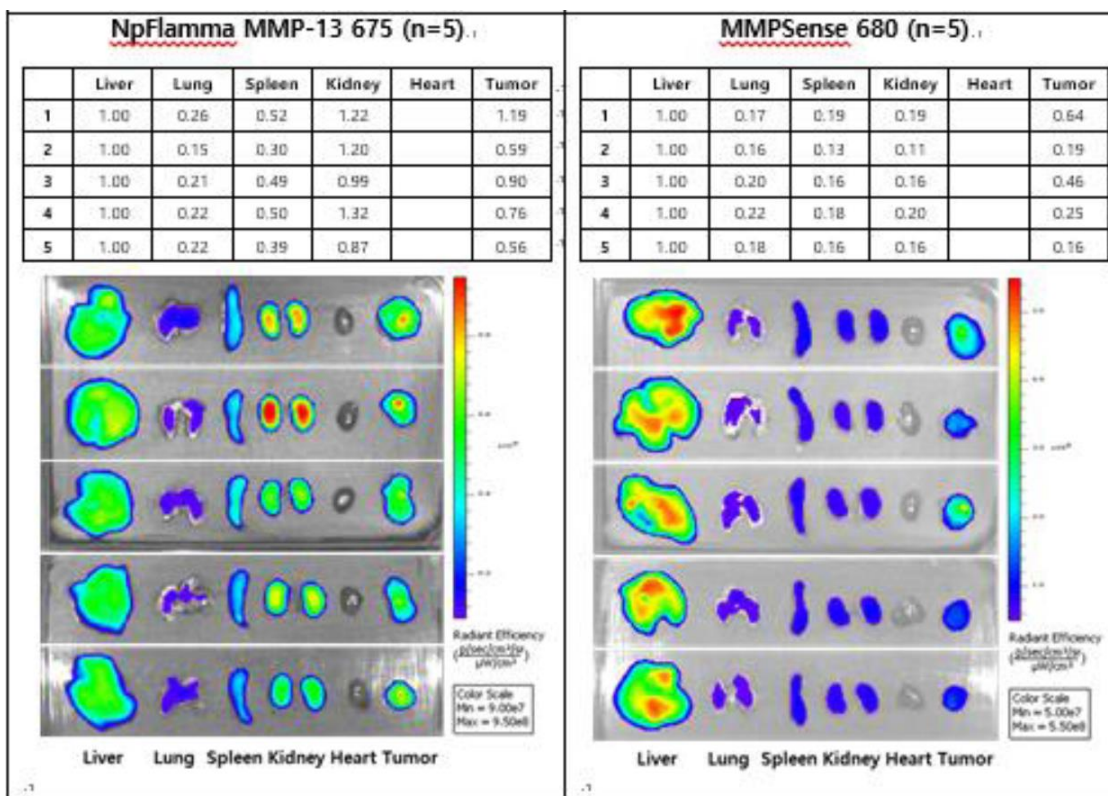 NpFlamma MMP-13 675 (n=5)
Liver Lung Spleen Kidney Heart Tumor
1 1.00 0.26 0.52 1.22 1.19
2 1.00 0.15 0.30 1.20 0.59
3 1.00 0.21 0.49 0.99 0.90
4 1.00 0.22 0.50 1.32 0.76
5 1.00 0.22 0.39 0.87 0.56
Radiant Efficiency
Color Scale
Min = 9.00e7
Max = 9.50e8
Liver Lung Spleen Kidney Heart Tumor
MMPSense 680 (n=5)
Liver Lung Spleen Kidney Heart Tumor
1 1.00 0.17 0.19 0.19 0.64
2 1.00 0.16 0.13 0.11 0.19
3 1.00 0.20 0.16 0.16 0.46
4 1.00 0.22 0.18 0.20 0.25
5 1.00 0.18 0.16 0.16 0.16
Radiant Efficiency
Color Scale
Min = 5.00e7
Max = 5.50e8
Liver Lung Spleen Kidney Heart Tumor